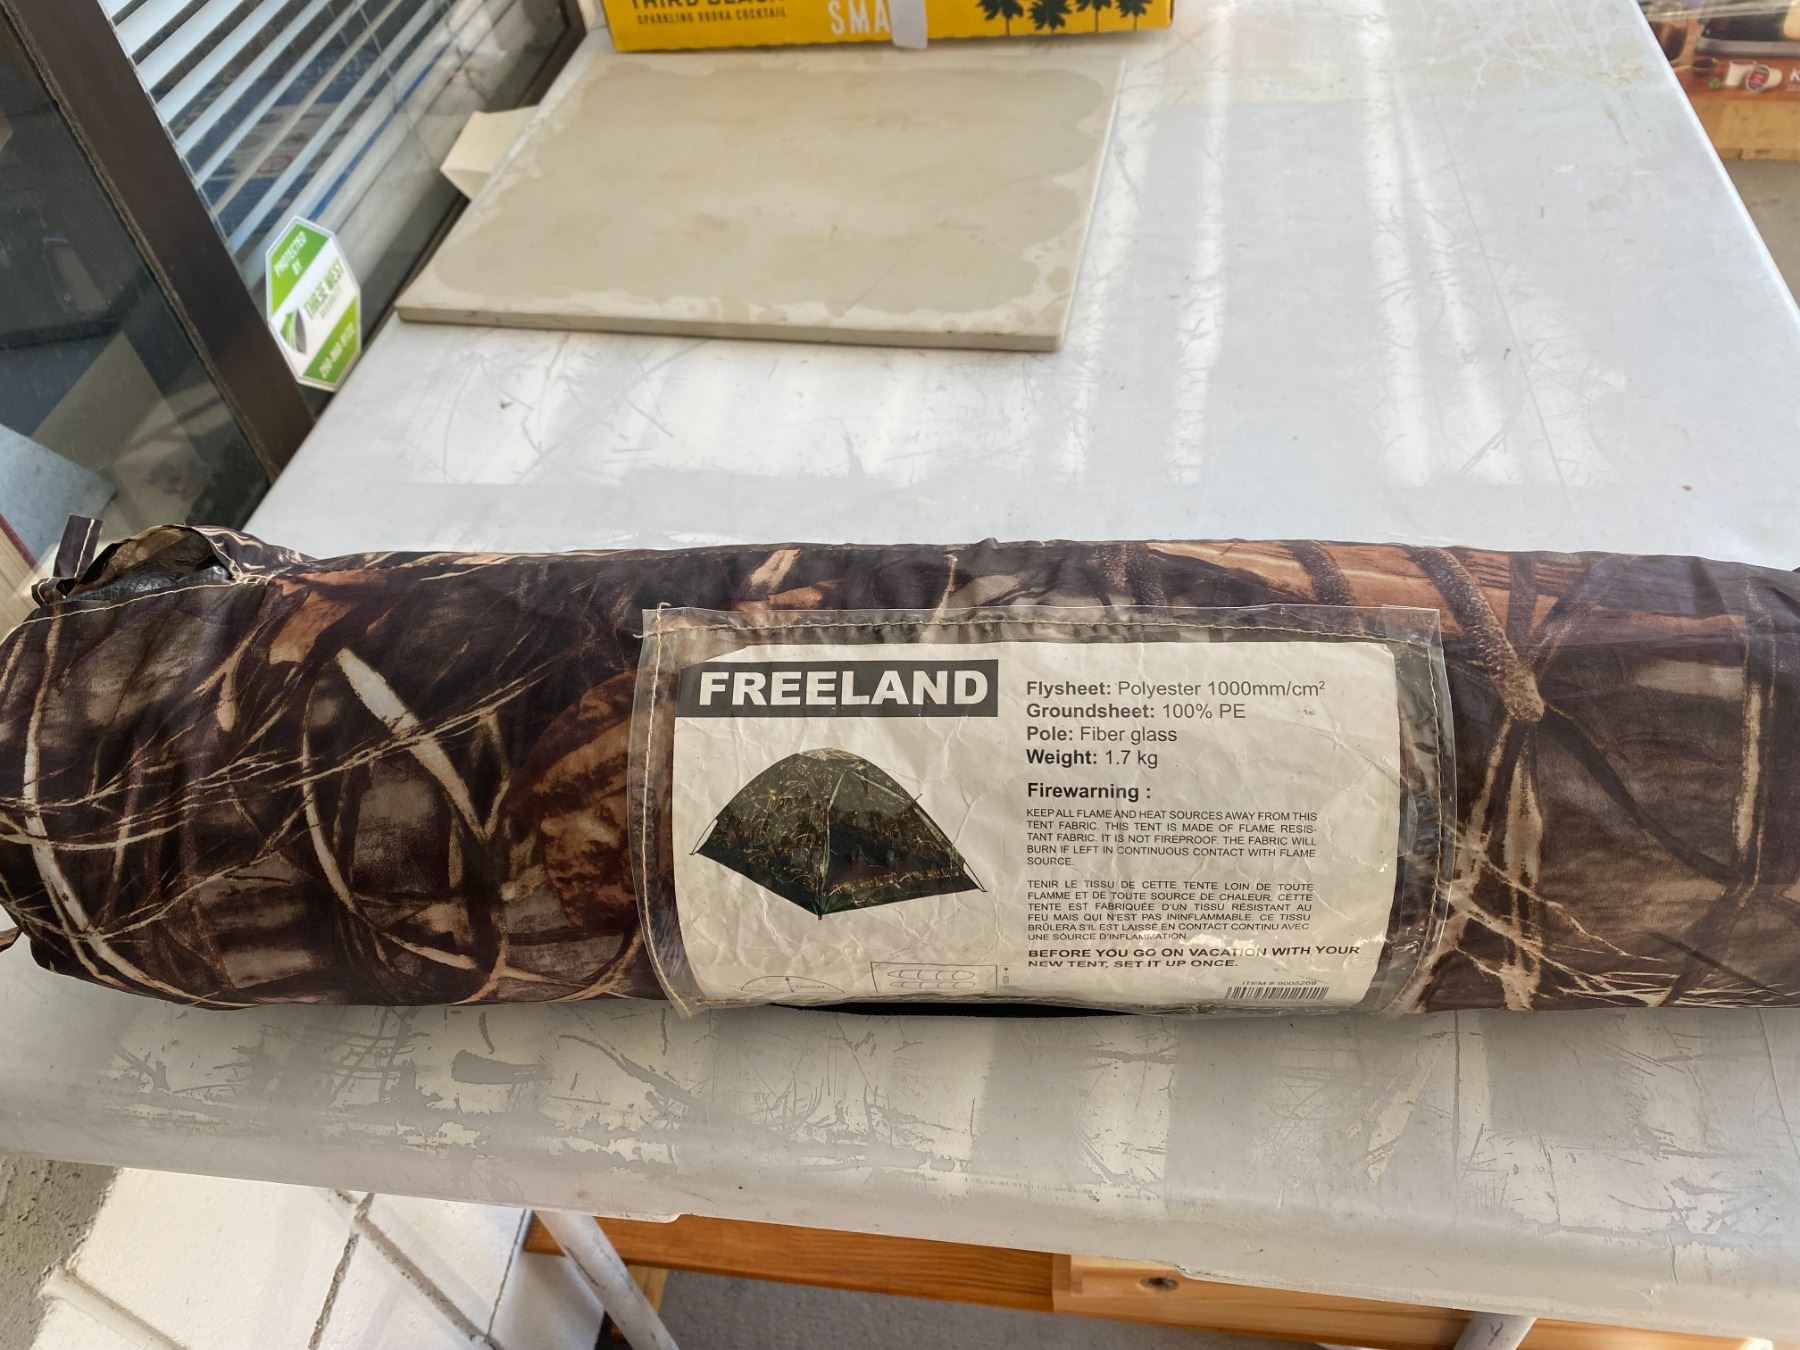 SPARKLING VODKA COCKTAIL
SMA
PROTECTED
BY
THREE WEST
FREELAND
Flysheet: Polyester 1000mm/cm²
Groundsheet: 100% PE
Pole: Fiber glass
Weight: 1.7 kg
Firewarning :
KEEP ALL FLAME AND HEAT SOURCES AWAY FROM THIS
TENT FABRIC. THIS TENT IS MADE OF FLAME RESIS-
TANT FABRIC. IT IS NOT FIREPROOF. THE FABRIC WILL
BURN IF LEFT IN CONTINUOUS CONTACT WITH FLAME
SOURCE.
TENIR LE TISSU DE CETTE TENTE LOIN DE TOUTE
FLAMME ET DE TOUTE SOURCE DE CHALEUR. CETTE
TENTE EST FABRIQUÉE D'UN TISSU RÉSISTANT AU
FEU MAIS QUI N'EST PAS ININFLAMMABLE. CE TISSU
BRÛLERA S'IL EST LAISSÉ EN CONTACT CONTINU AVEC
UNE SOURCE D'INFLAMMATION.
BEFORE YOU GO ON VACATION WITH YOUR
NEW TENT, SET IT UP ONCE.
ITEM # 9005269